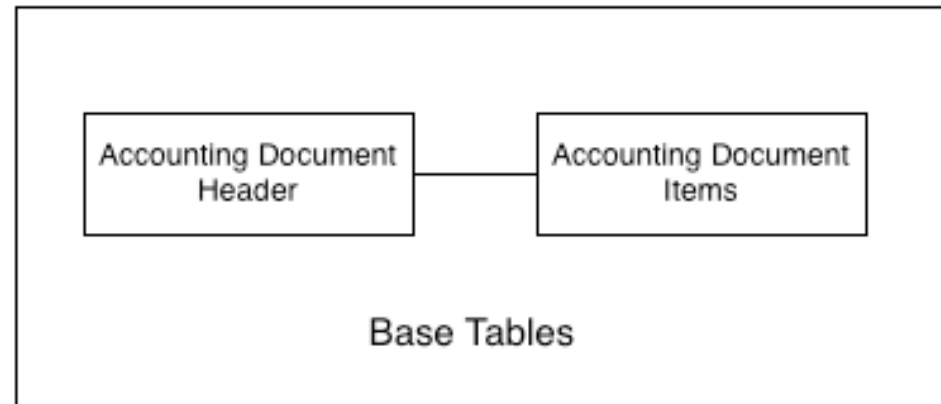 Accounting Document
Header
Accounting Document
Items
Base Tables